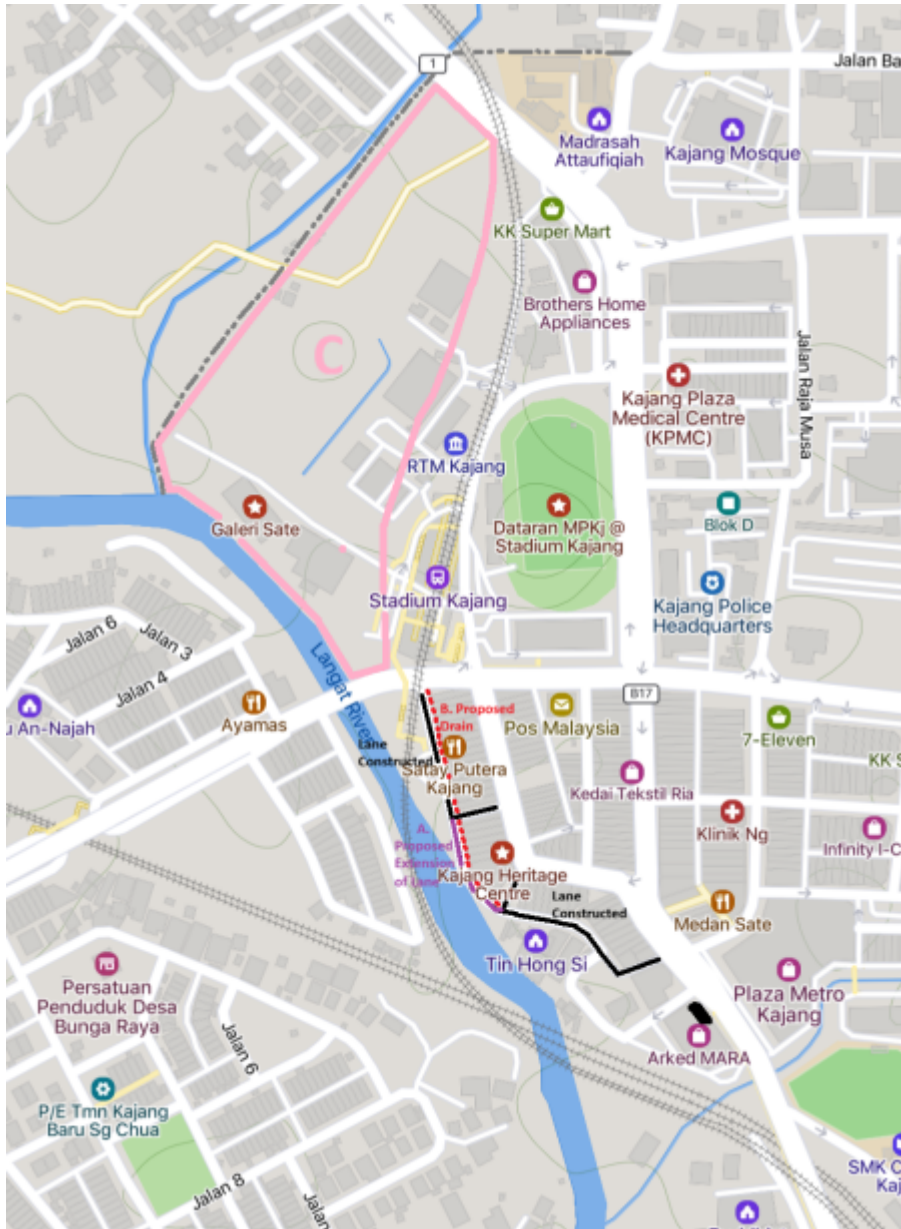 1
Jalan Ba
Madrasah
Attaufiqiah
Kajang Mosque
KK Super Mart
Brothers Home
Appliances
C
Jalan Raja Musa
Kajang Plaza
Medical Centre
(KPMC)
RTM Kajang
Galeri Sate
Dataran MPKj @
Stadium Kajang
Blok D
Stadium Kajang
Kajang Police
Headquarters
Jalan 6
Jalan 3
Jalan 4
Langat River
B17
u An-Najah
Ayamas
B. Proposed
Drain
Pos Malaysia
7-Eleven
Lane
Constructed
Satay Putera
Kajang
KK S
Kedai Tekstil Ria
A.
Proposed
Extension
of Lane
Klinik Ng
Infinity I-C
Kajang Heritage
Centre
Lane
Constructed
Medan Sate
Tin Hong Si
Persatuan
Penduduk Desa
Bunga Raya
Plaza Metro
Kajang
Jalan 6
Arked MARA
P/E Tmn Kajang
Baru Sg Chua
Jalan 8
Jalan
SMK C
Kaj